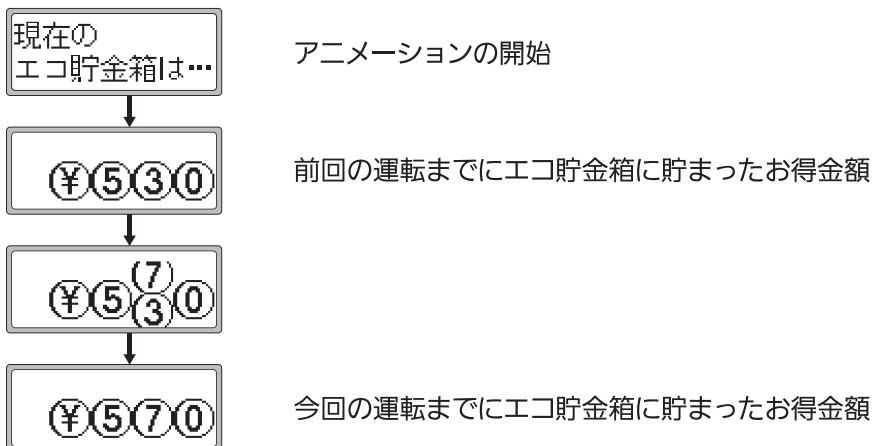 現在の
エコ貯金箱は…
アニメーションの開始
¥530
前回の運転までにエコ貯金箱に貯まったお得金額
7
¥530
¥570
今回の運転までにエコ貯金箱に貯まったお得金額